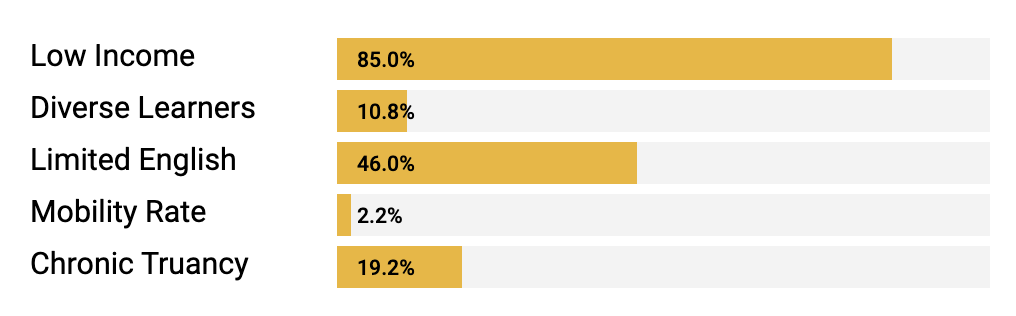 Low Income 85.0%
Diverse Learners 10.8%
Limited English 46.0%
Mobility Rate 2.2%
Chronic Truancy 19.2%